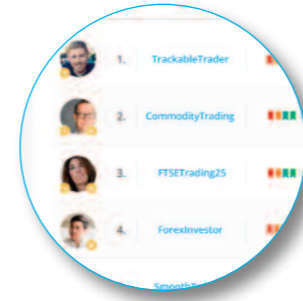 1. TrackableTrader
2. CommodityTrading
3. FTSETrading25
4. ForexInvestor